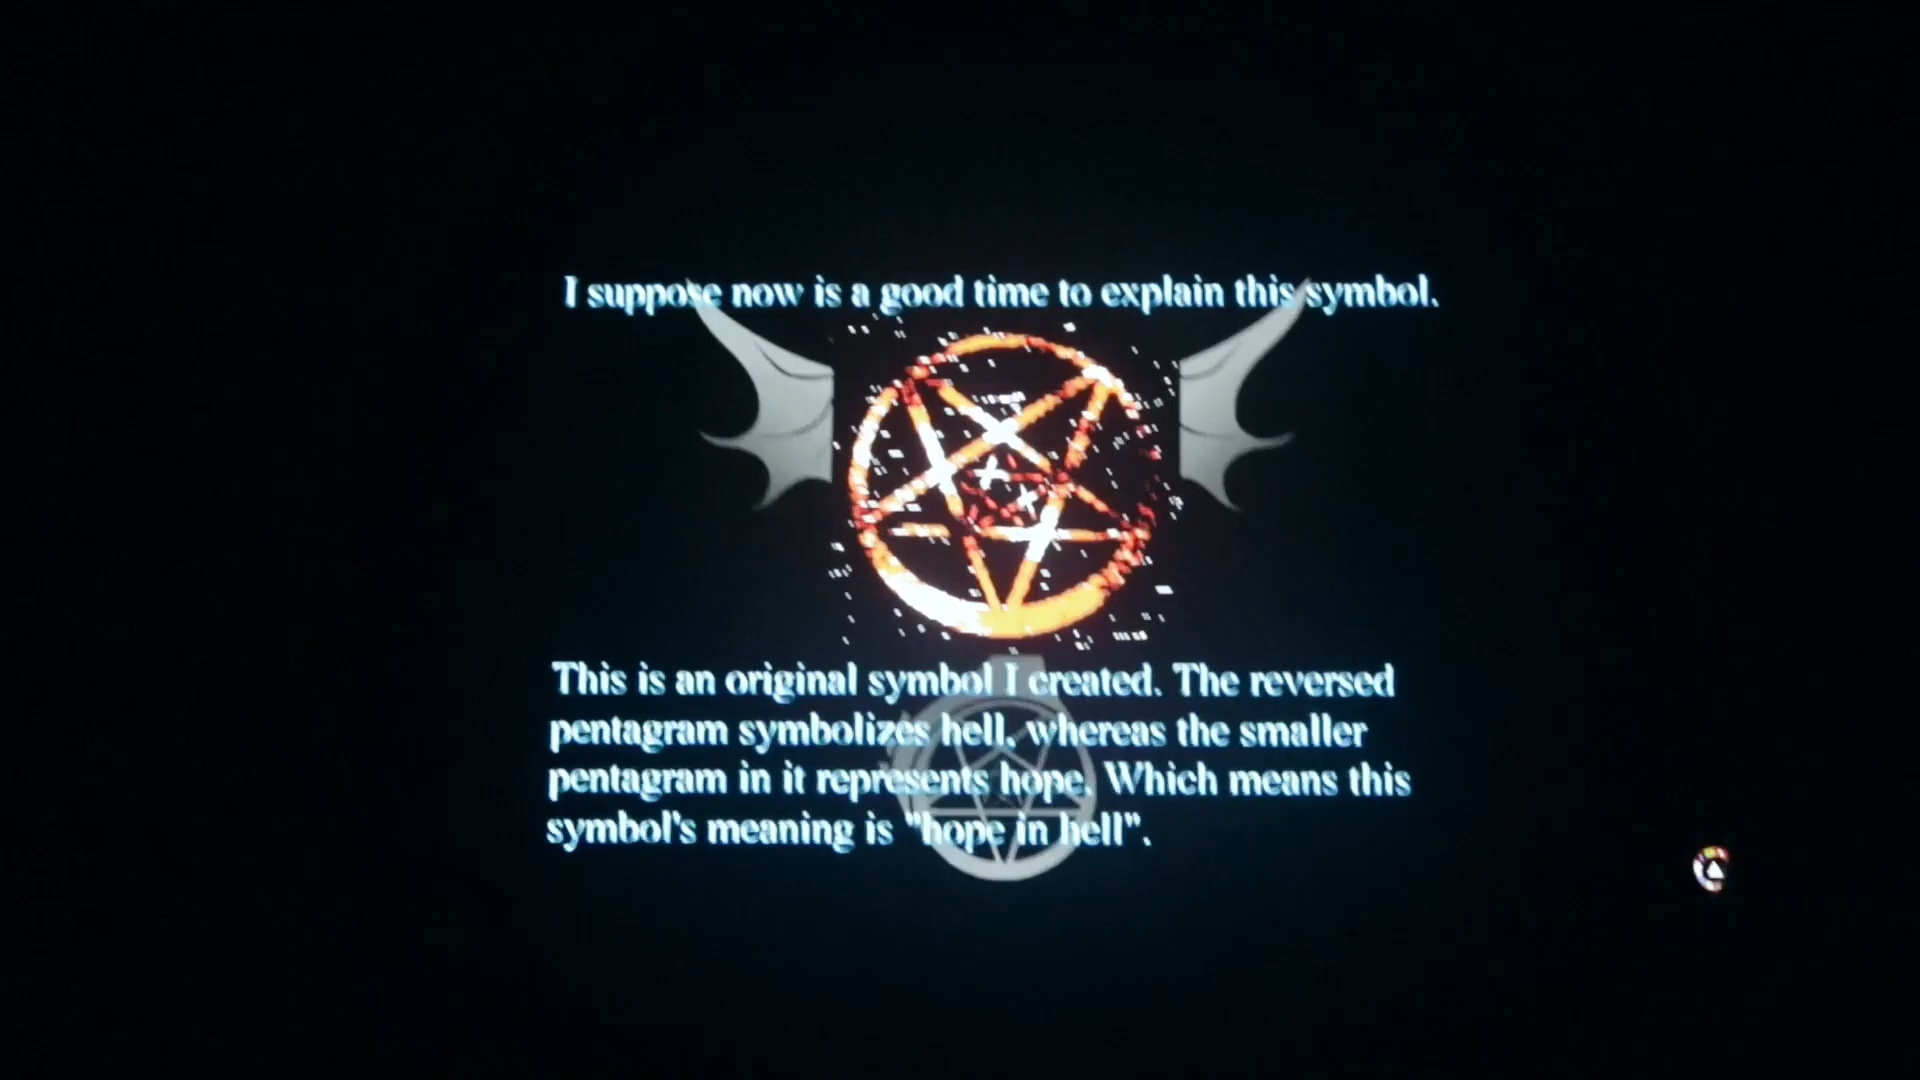 I suppose now is a good time to explain this symbol.
This is an original symbol I created. The reversed
pentagram symbolizes hell, whereas the smaller
pentagram in it represents hope. Which means this
symbol's meaning is "hope in hell".